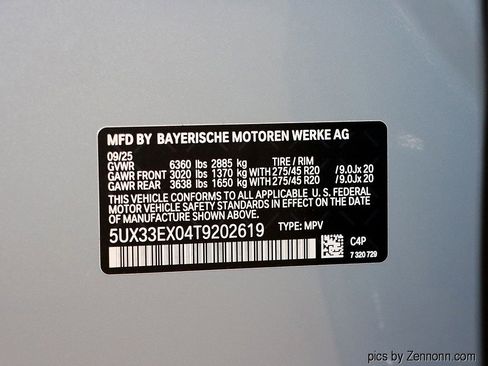 MFD BY BAYERISCHE MOTOREN WERKE AG
09/25
GVWR 6360 lbs 2885 kg TIRE / RIM
GAWR FRONT 3020 lbs 1370 kg WITH 275/45 R20 /9.0Jx 20
GAWR REAR 3638 lbs 1650 kg WITH 275/45 R20 /9.0Jx 20
THIS VEHICLE CONFORMS TO ALL APPLICABLE U. S. FEDERAL
MOTOR VEHICLE SAFETY STANDARDS IN EFFECT ON THE DATE
OF MANUFACTURE SHOWN ABOVE.
5UX33EX04T9202619 TYPE: MPV
C4P
7 320 729
pics by Zennonn.com